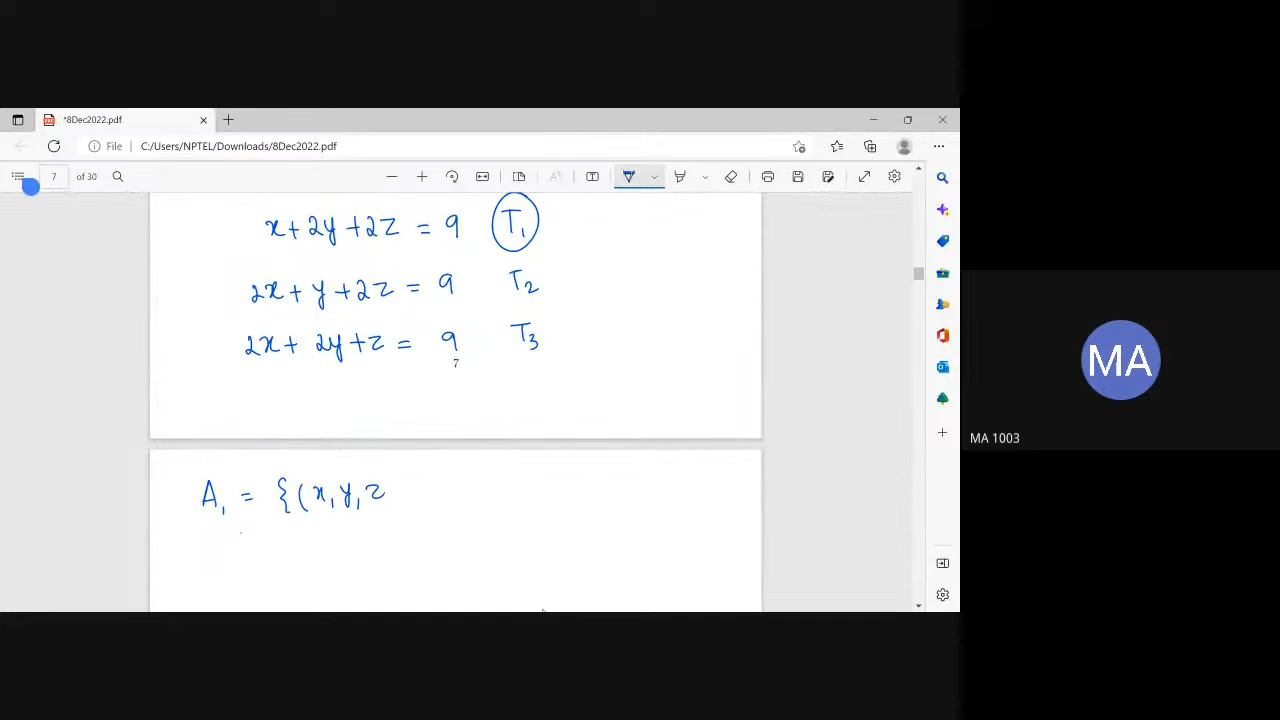 *8Dec2022.pdf
File C:/Users/NPTEL/Downloads/8Dec2022.pdf
7 of 30
x + 2y + 2z = 9 T₁
2x + y + 2z = 9 T₂
2x + 2y + z = 9 T₃
7
A₁ = {(x, y, z
MA
MA 1003